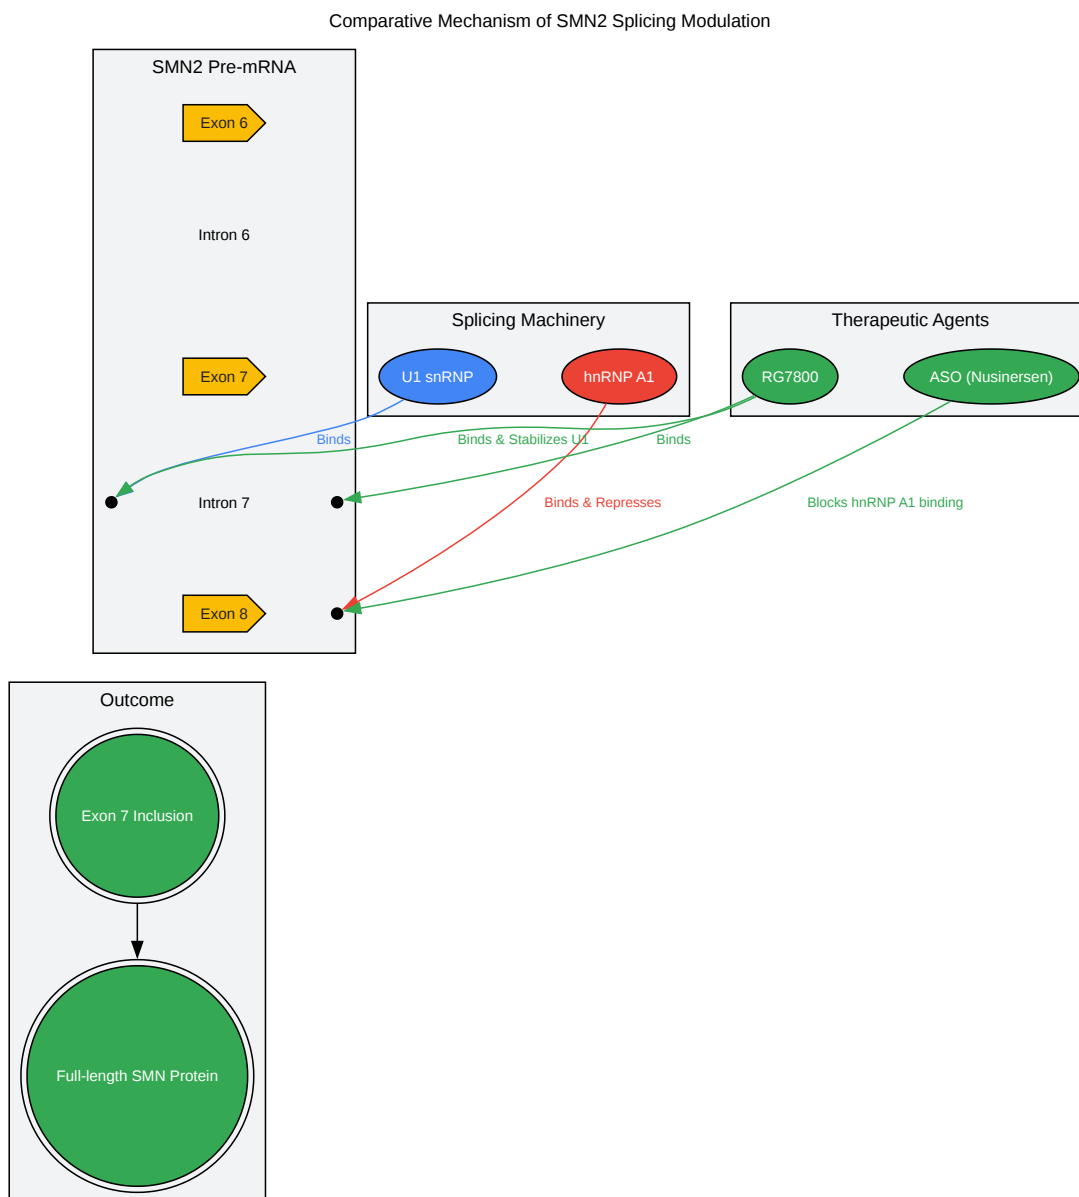 Comparative Mechanism of SMN2 Splicing Modulation
SMN2 Pre-mRNA
Exon 6
Intron 6
Exon 7
Intron 7
Exon 8
Splicing Machinery
U1 snRNP
hnRNP A1
Therapeutic Agents
RG7800
ASO (Nusinersen)
Binds
Binds & Stabilizes U1
Binds
Binds & Represses
Blocks hnRNP A1 binding
Outcome
Exon 7 Inclusion
Full-length SMN Protein